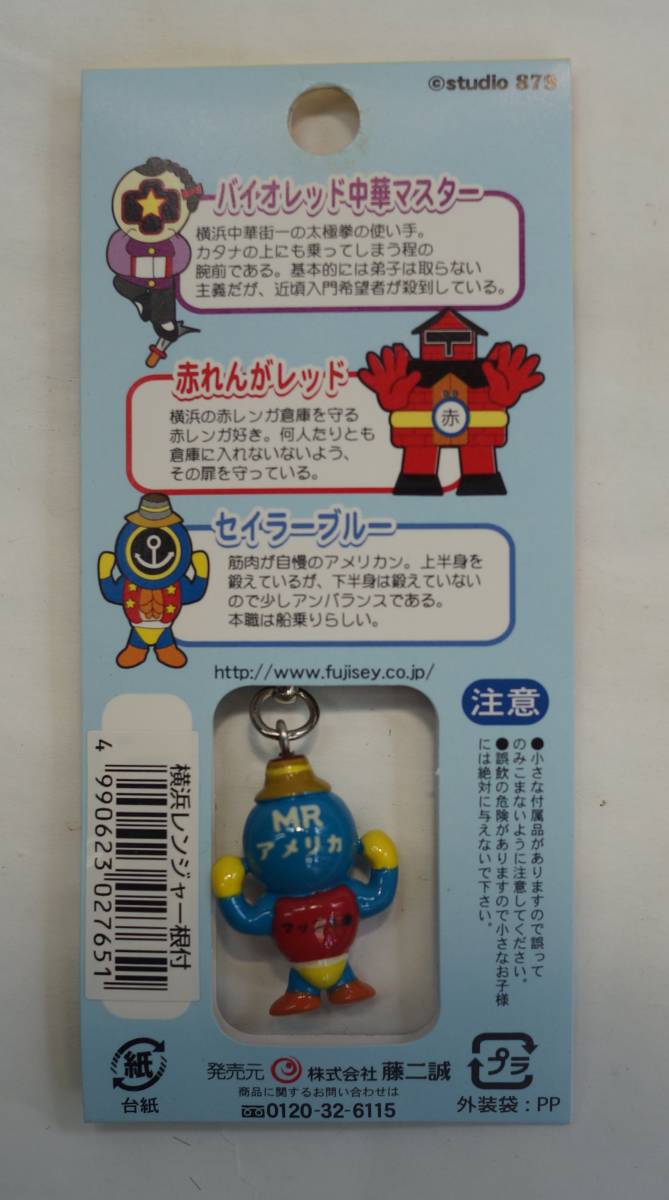 ©studio 879
バイオレッド中華マスター
横浜中華街一の太極拳の使い手。
カタナの上にも乗ってしまう程の
腕前である。基本的には弟子は取らない
主義だが、近頃入門希望者が殺到している。
赤れんがレッド
横浜の赤レンガ倉庫を守る
赤レンガ好き。何人たりとも
倉庫に入れないないよう、
その扉を守っている。
赤
セイラーブルー
筋肉が自慢のアメリカン。上半身を
鍛えているが、下半身は鍛えていない
ので少しアンバランスである。
本職は船乗りらしい。
http://www.fujisey.co.jp/
注意
●小さな付属品がありますので誤って
のみこまないように注意してください。
●誤飲の危険がありますので小さなお子様
には絶対に与えないで下さい。
MR
アメリカ
横浜レンジャー根付
4 990623 027651
紙
台紙
発売元 株式会社 藤二誠
商品に関するお問い合わせは
0120-32-6115
プラ
外装袋:PP